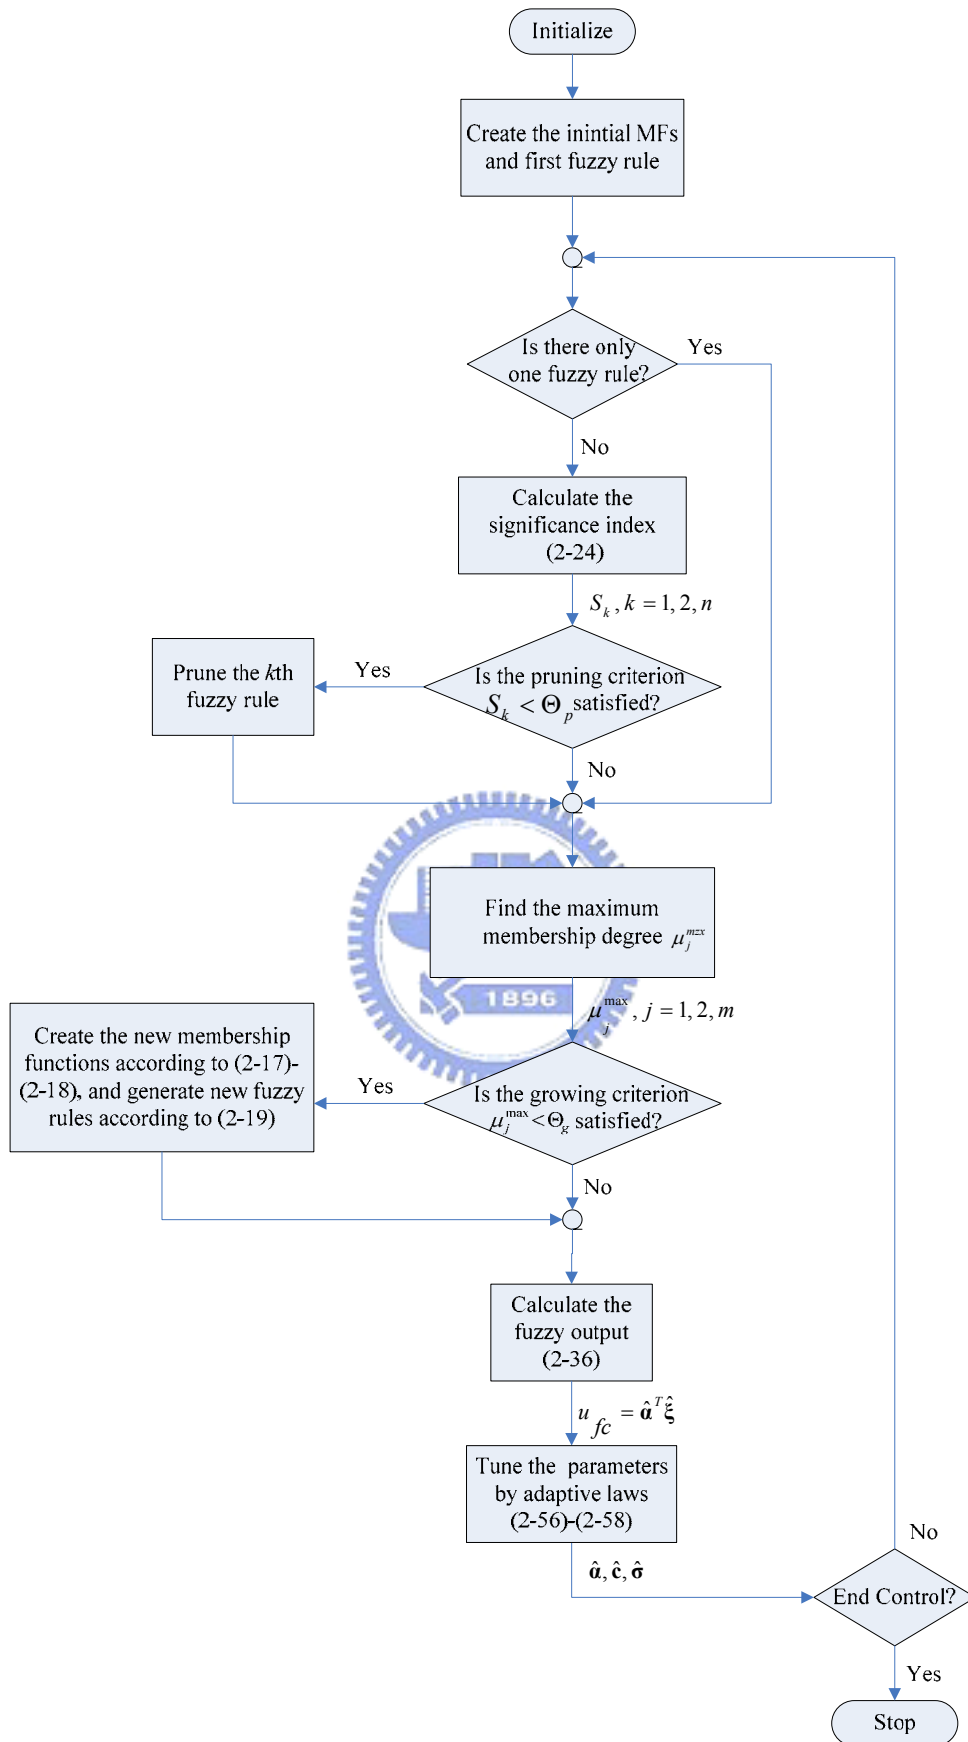 Initialize
Create the inintial MFs
and first fuzzy rule
Is there only
one fuzzy rule?
Yes
No
Calculate the
significance index
(2-24)
S_k, k = 1, 2, n
Prune the kth
fuzzy rule
Yes
Is the pruning criterion
S_k < Θ_p satisfied?
No
Find the maximum
membership degree μ_j^{mzx}
1896
μ_j^{max}, j = 1, 2, m
Create the new membership
functions according to (2-17)-
(2-18), and generate new fuzzy
rules according to (2-19)
Yes
Is the growing criterion
μ_j^{max} < Θ_g satisfied?
No
Calculate the
fuzzy output
(2-36)
u_{fc} = α̂^T ξ̂
Tune the parameters
by adaptive laws
(2-56)-(2-58)
α̂, ĉ, σ̂
No
End Control?
Yes
Stop